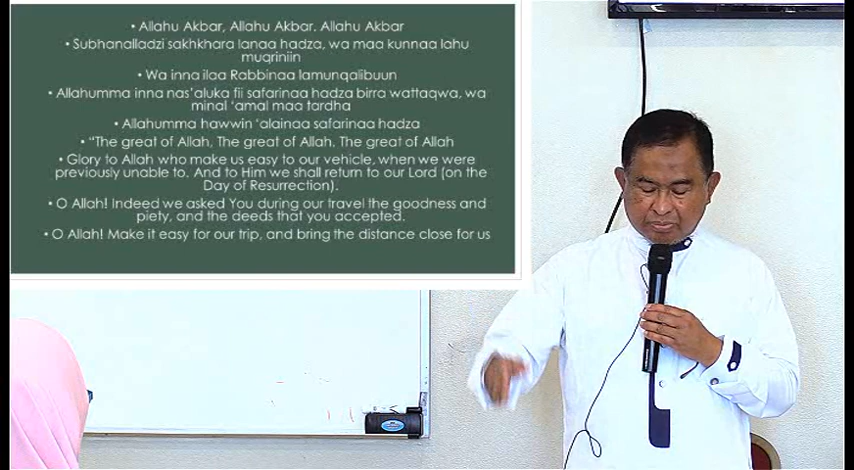 • Allahu Akbar, Allahu Akbar. Allahu Akbar
• Subhanalladzi sakhkhara lanaa hadza, wa maa kunnaa lahu
muqriniin
• Wa inna ilaa Rabbinaa lamunqalibuun
• Allahumma inna nas'aluka fii safarinaa hadza birra wattaqwa, wa
minal 'amal maa tardha
• Allahumma hawwin 'alainaa safarinaa hadza
• "The great of Allah, The great of Allah. The great of Allah
• Glory to Allah who make us easy to our vehicle, when we were
previously unable to. And to Him we shall return to our Lord (on the
Day of Resurrection).
• O Allah! Indeed we asked You during our travel the goodness and
piety, and the deeds that you accepted.
• O Allah! Make it easy for our trip, and bring the distance close for us